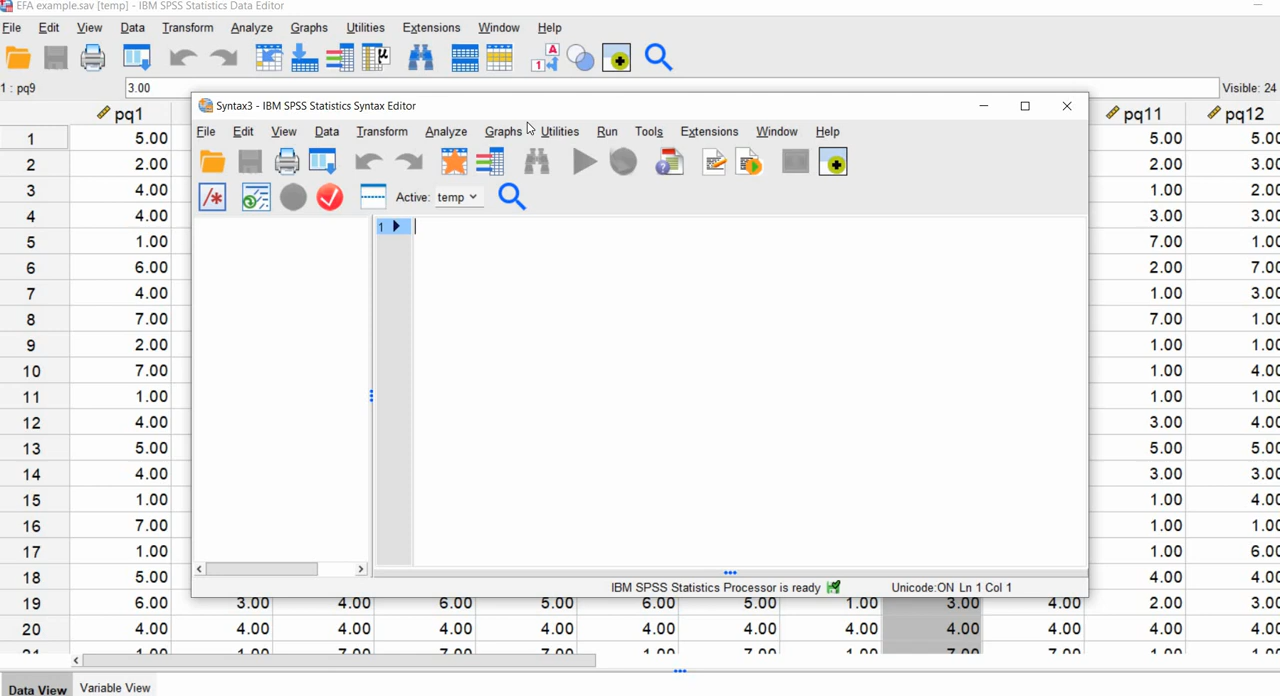 EFA example.sav [temp] - IBM SPSS Statistics Data Editor
File Edit View Data Transform Analyze Graphs Utilities Extensions Window Help
1 : pq9 3.00 Visible: 24
pq1 pq11 pq12
Syntax3 - IBM SPSS Statistics Syntax Editor
File Edit View Data Transform Analyze Graphs Utilities Run Tools Extensions Window Help
Active: temp
1
1 5.00 5.00 5.00
2 2.00 2.00 3.00
3 4.00 1.00 2.00
4 4.00 3.00 3.00
5 1.00 7.00 1.00
6 6.00 2.00 7.00
7 4.00 1.00 3.00
8 7.00 7.00 1.00
9 2.00 1.00 1.00
10 7.00 1.00 4.00
11 1.00 1.00 1.00
12 4.00 3.00 4.00
13 5.00 5.00 5.00
14 4.00 3.00 3.00
15 1.00 1.00 4.00
16 7.00 1.00 1.00
17 1.00 1.00 6.00
18 5.00 4.00 4.00
IBM SPSS Statistics Processor is ready Unicode:ON Ln 1 Col 1
19 6.00 3.00 4.00 6.00 5.00 6.00 5.00 1.00 3.00 4.00 2.00 3.00
20 4.00 4.00 4.00 4.00 4.00 4.00 4.00 4.00 4.00 4.00 4.00 4.00
Data View Variable View